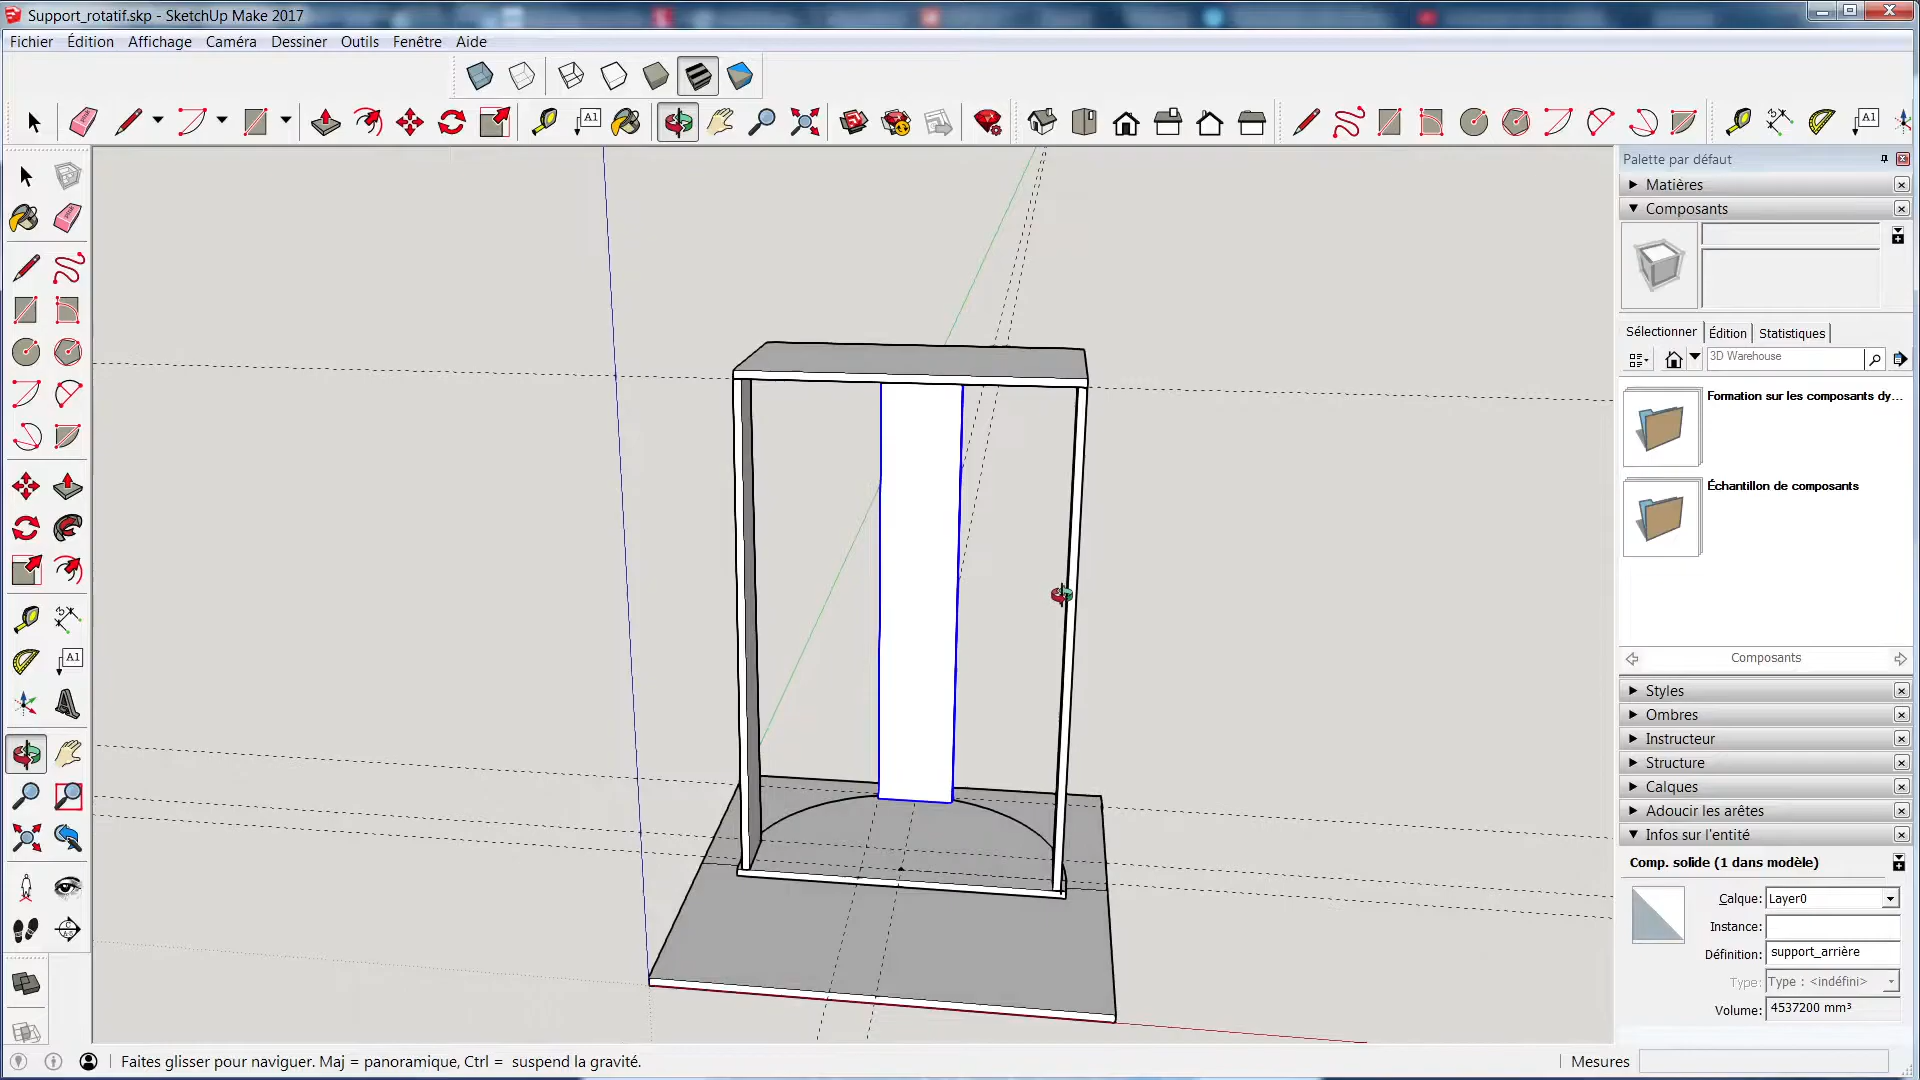 Support_rotatif.skp - SketchUp Make 2017
Fichier Édition Affichage Caméra Dessiner Outils Fenêtre Aide
A1
A1
Palette par défaut
Matières
Composants
Sélectionner Édition Statistiques
3D Warehouse
Formation sur les composants dy...
Échantillon de composants
A1
Composants
Styles
Ombres
Instructeur
Structure
Calques
Adoucir les arêtes
Infos sur l'entité
Comp. solide (1 dans modèle)
Calque: Layer0
Instance:
Définition: support_arrière
Type: Type : <indéfini>
Volume: 4537200 mm³
Faites glisser pour naviguer. Maj = panoramique, Ctrl = suspend la gravité.
Mesures